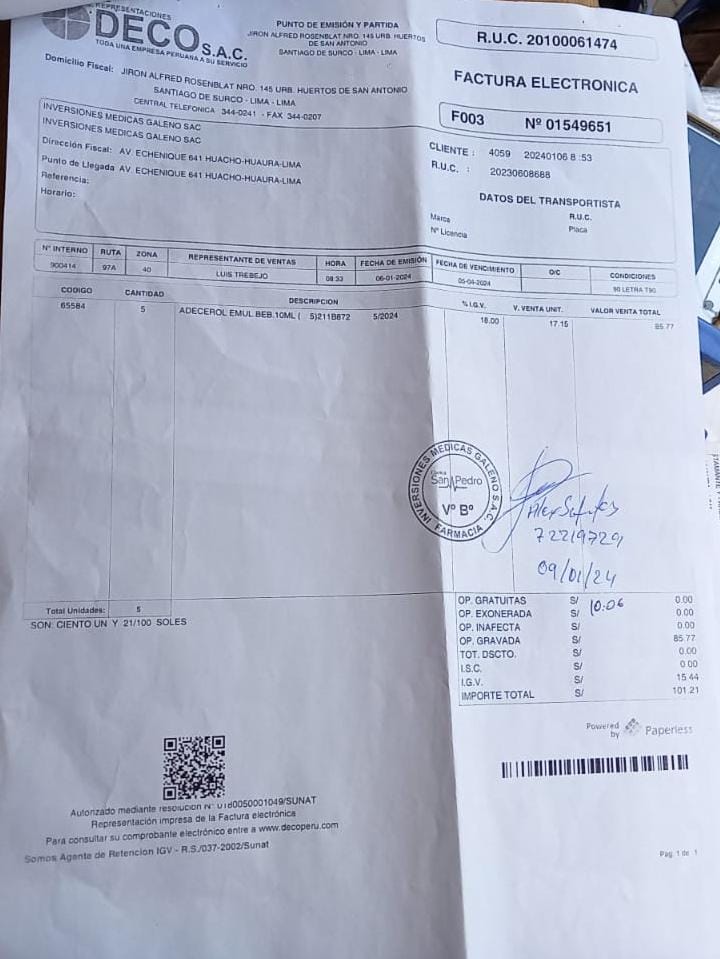 REPRESENTACIONES
DECO S.A.C.
TODA UNA EMPRESA PERUANA A SU SERVICIO
PUNTO DE EMISIÓN Y PARTIDA
JIRON ALFRED ROSENBLAT NRO. 145 URB. HUERTOS
DE SAN ANTONIO
SANTIAGO DE SURCO - LIMA - LIMA
Domicilio Fiscal: JIRON ALFRED ROSENBLAT NRO. 145 URB. HUERTOS DE SAN ANTONIO
SANTIAGO DE SURCO - LIMA - LIMA
CENTRAL TELEFONICA 344-0241 - FAX 344-0207
R.U.C. 20100061474
FACTURA ELECTRONICA
F003 Nº 01549651
INVERSIONES MEDICAS GALENO SAC
INVERSIONES MEDICAS GALENO SAC
Dirección Fiscal: AV. ECHENIQUE 641 HUACHO-HUAURA-LIMA
Punto de Llegada AV. ECHENIQUE 641 HUACHO-HUAURA-LIMA
Referencia:
Horario:
CLIENTE : 4059 20240106 8:53
R.U.C. : 20230608688
DATOS DEL TRANSPORTISTA
Marca R.U.C.
Nº Licencia Placa
Nº INTERNO RUTA ZONA REPRESENTANTE DE VENTAS HORA FECHA DE EMISIÓN FECHA DE VENCIMIENTO O/C CONDICIONES
900414 97A 40 LUIS TREBEJO 08:33 06-01-2024 05-04-2024 90 LETRA T90
CODIGO CANTIDAD DESCRIPCION % I.G.V. V. VENTA UNIT. VALOR VENTA TOTAL
65584 5 ADECEROL EMUL.BEB.10ML ( 5)211B872 5/2024 18.00 17.15 85.77
INVERSIONES MEDICAS GALENO S.A.C.
San Pedro
Vº Bº
FARMACIA
72219729
09/01/24
10:06
Total Unidades: 5
SON: CIENTO UN Y 21/100 SOLES
OP. GRATUITAS S/ 0.00
OP. EXONERADA S/ 0.00
OP. INAFECTA S/ 0.00
OP. GRAVADA S/ 85.77
TOT. DSCTO. S/ 0.00
I.S.C. S/ 0.00
I.G.V. S/ 15.44
IMPORTE TOTAL S/ 101.21
Powered by Paperless
Autorizado mediante resolución N° 0180050001049/SUNAT
Representación impresa de la Factura electrónica
Para consultar su comprobante electrónico entre a www.decoperu.com
Somos Agente de Retencion IGV - R.S./037-2002/Sunat
Pag. 1 de 1